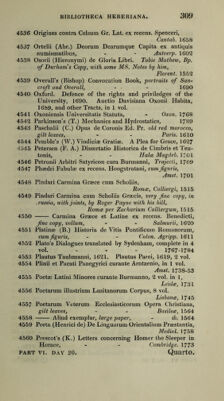 BIBLIOTHECA HEBERIANA. 309
4536 Origines contra Celsum Gr. Lat. ex recens. Spenceri,
Cantab. 1658
4537 Ortelii (Abr.) Deorum Dearumque Capita ex antiquis
numismatibus, Antverp. 1602
4538 Osorii (Hieronymi) de Gloria Libri. Tobie Mathew, Bp.
of Durham's Copy, with some MS. Notes by him,
Florent. 1552
4539 Overall's (Bishop) Convocation Book, portraits of San-
croft and Overall, 1690
4540 Oxford. Defence of the rights and priviledges of the
University, 1690. Auctio Davisiana Oxonii Habita,
1689, and other Tracts, in 1 vol.
4541 Oxoniensis Universitatis Statuta, Oxon. 1768
4542 Parkinson's (T.) Mechanics and Hydrostation, 1789
4543 Paschalii (C.) Opus de Coronis Ed. Pr. old red morocco,
gilt leaves, Paris. 1610
4544 Pemble's (W.) Vindiciæ Gratiæ. A Plea for Grace, 1627
4545 Petersen (P. A.) Dissertatio Historica de Cimbris et Teu-
tonis, Hala Magdeb. 1701
4546 Petronii Arbitri Satyricon cura Burmanni, Traject. 1709
4547 Phædri Fabulæ ex recens. Hoogstratani, cum figuris,
Amst. 1701
4548 Pindari Carmina Græce cum Scholiis,
Romæ, Calliergi, 1515
4549 Pindari Carmina cum Scholiis Græcis, very fine copy, in
russia, with joints, by Roger Payne with his bill,
Romæ per Zachariam Calliergum, 1515
4550 —— Carmina Græce et Latine ex recens. Benedicti,
fine copy, vellum, Salmurii, 1620
4551 Platinæ (B.) Historia de Vitis Pontificum Romanorum,
cum figuris, Colon. Agripp. 1611
4552 Plato's Dialogues translated by Sydenham, complete in 4
vol. 1767-1784
4553 Plautus Taubmanni, 1621. Plautus Parei, 1619, 2 vol.
4554 Plinii et Pacati Panegyrici curante Arntzenio, in 1 vol.
Amst. 1738-53
4555 Poetæ Latini Minores curante Burmanno, 2 vol. in 1,
Leidæ, 1731
4556 Poetarum illustrium Lusitanorum Corpus, 8 vol.
Lisbonæ, 1745
4557 Poetarum Veterum Ecclesiasticorum Opera Christiana,
gilt leaves, Basileæ, 1564
4558 —— Aliud exemplar, large paper, ib. 1564
4559 Porta (Henrici de) De Linguarum Orientalium Præstantia,
Mediol. 1758
4560 Prescot's (K.) Letters concerning Homer the Sleeper in
Horace, Cambridge. 1773
PART VI. DAY 20. Quarto.